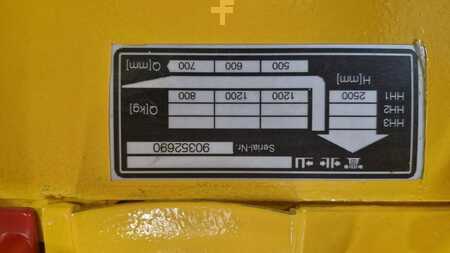 Serial-Nr. 90352690
HH3
HH2 Q[kg]
HH1 2500 1200 1200 800
H[mm] 500 600 700 D[mm]